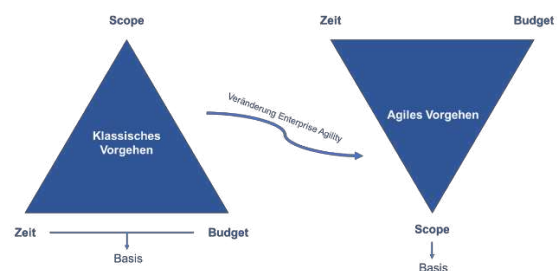 Scope
Klassisches
Vorgehen
Zeit
Budget
Basis
Veränderung Enterprise Agility
Zeit
Budget
Agiles Vorgehen
Scope
Basis